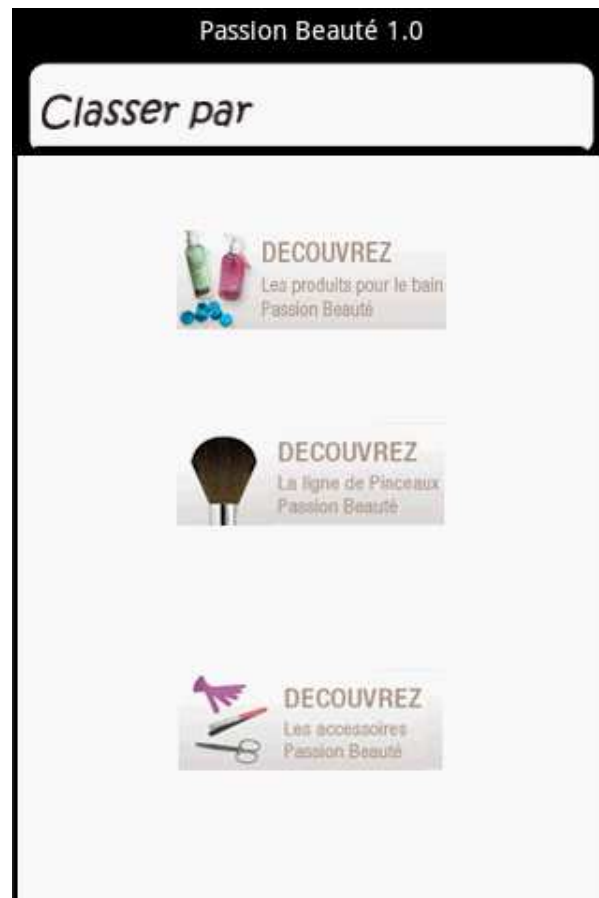 Passion Beauté 1.0
Classer par
DECOUVREZ
Les produits pour le bain
Passion Beauté
DECOUVREZ
La ligne de Pinceaux
Passion Beauté
DECOUVREZ
Les accessoires
Passion Beauté